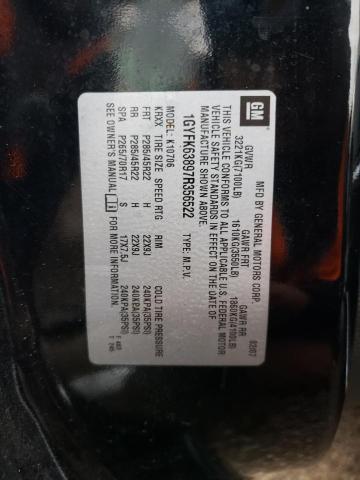 GM
MFD BY GENERAL MOTORS CORP. 02/07
GVWR GAWR FRT GAWR RR
3221KG(7100LB) 1610KG(3550LB) 1860KG(4100LB)
THIS VEHICLE CONFORMS TO ALL APPLICABLE U.S. FEDERAL MOTOR
VEHICLE SAFETY STANDARDS IN EFFECT ON THE DATE OF
MANUFACTURE SHOWN ABOVE.
1GYFK63897R356522 TYPE: M.P.V.
MODEL: K10706
KRXX TIRE SIZE SPEED RTG RIM COLD TIRE PRESSURE
FRT P285/45R22 H 22X9J 240KPA(35PSI)
RR P285/45R22 H 22X9J 240KPA(35PSI)
SPA P265/70R17 S 17X7.5J 240KPA(35PSI)
SEE OWNER'S MANUAL i FOR MORE INFORMATION.